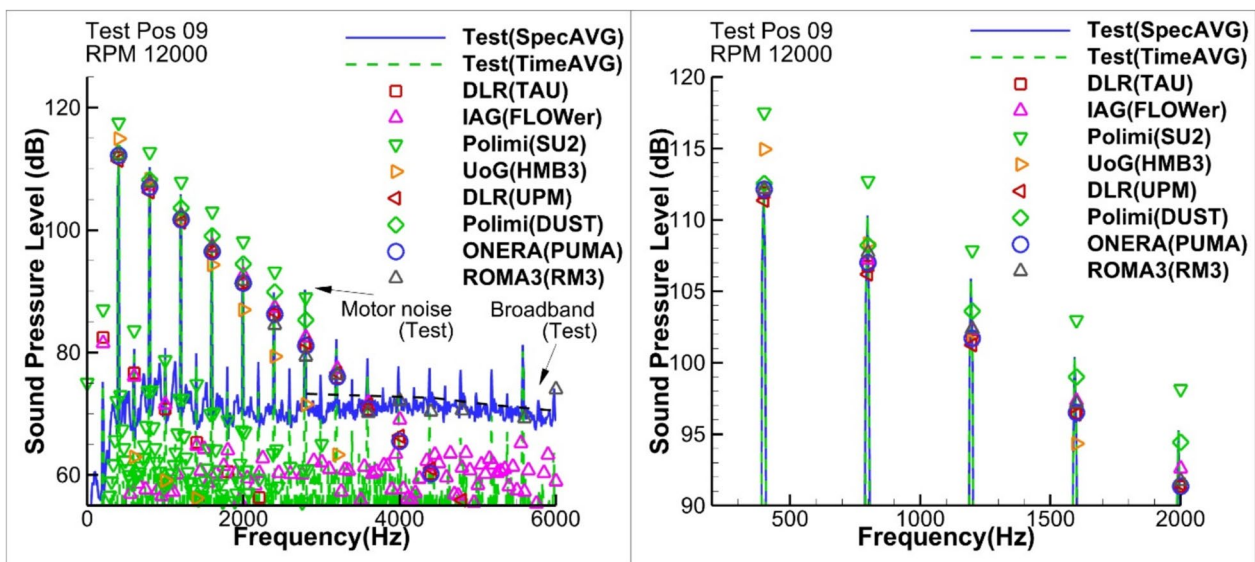 Test Pos 09
RPM 12000
Test(SpecAVG)
Test(TimeAVG)
DLR(TAU)
IAG(FLOWer)
Polimi(SU2)
UoG(HMB3)
DLR(UPM)
Polimi(DUST)
ONERA(PUMA)
ROMA3(RM3)
Motor noise
(Test)
Broadband
(Test)
Sound Pressure Level (dB)
120
100
80
60
0
2000
4000
6000
Frequency(Hz)
Test Pos 09
RPM 12000
Test(SpecAVG)
Test(TimeAVG)
DLR(TAU)
IAG(FLOWer)
Polimi(SU2)
UoG(HMB3)
DLR(UPM)
Polimi(DUST)
ONERA(PUMA)
ROMA3(RM3)
Sound Pressure Level (dB)
120
115
110
105
100
95
90
500
1000
1500
2000
Frequency(Hz)